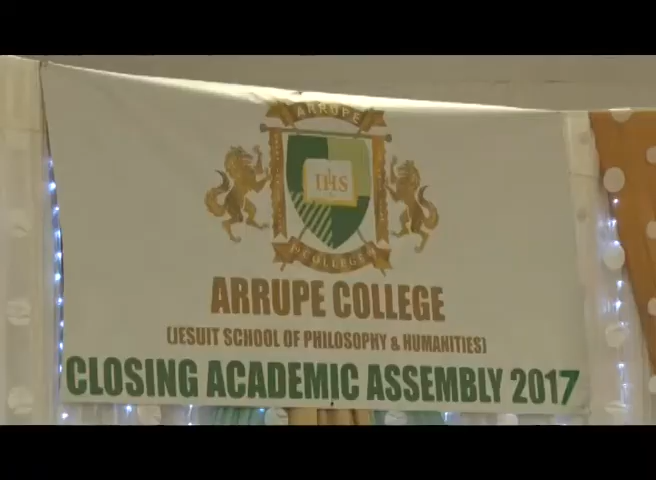 ARRUPE
IHS
COLLEGE
ARRUPE COLLEGE
(JESUIT SCHOOL OF PHILOSOPHY & HUMANITIES)
CLOSING ACADEMIC ASSEMBLY 2017